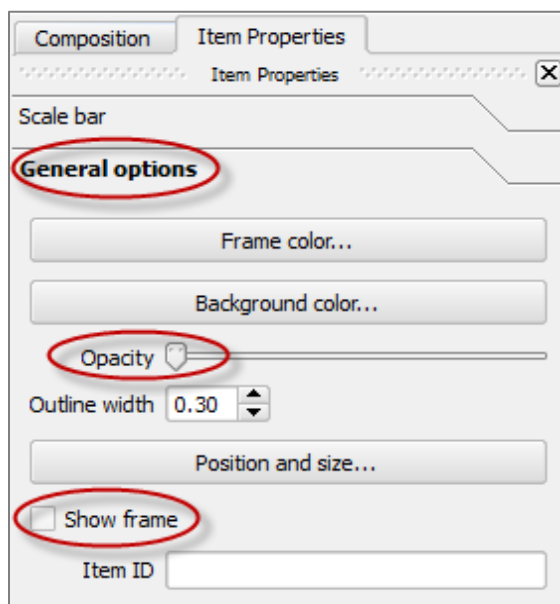 Composition Item Properties
Item Properties
Scale bar
General options
Frame color...
Background color...
Opacity
Outline width 0.30
Position and size...
Show frame
Item ID